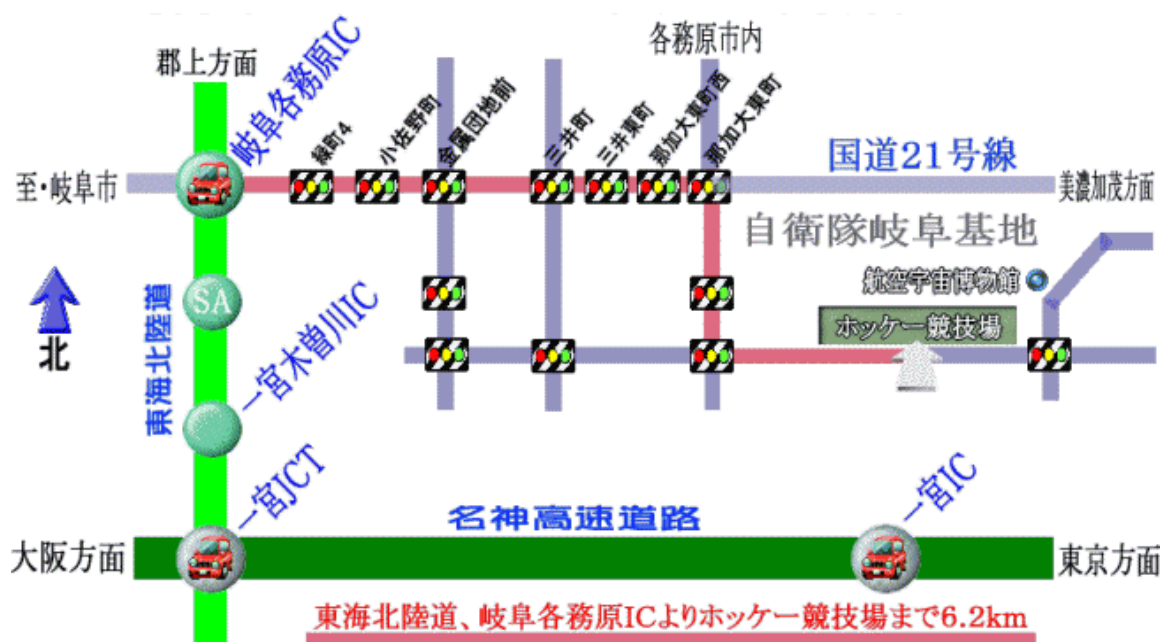 各務原市内
郡上方面
岐阜各務原IC
緑町4
小佐野町
金属団地前
三井町
三井東町
那加大東町西
那加大東町
国道21号線
至・岐阜市
美濃加茂方面
自衛隊岐阜基地
航空宇宙博物館
SA
ホッケー競技場
北
東海北陸道
一宮木曽川IC
一宮JCT
一宮IC
名神高速道路
大阪方面
東京方面
東海北陸道、岐阜各務原ICよりホッケー競技場まで6.2km